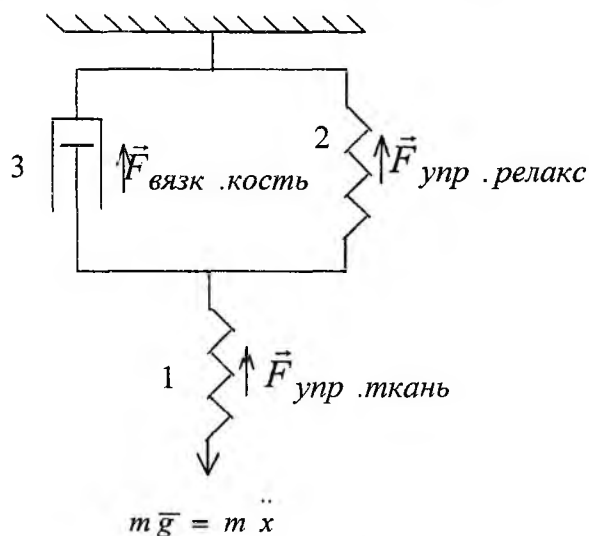 3
F⃗ вязк .кость
2
F⃗ упр .релакс
1
F⃗ упр .ткань
m g̅ = m ẍ